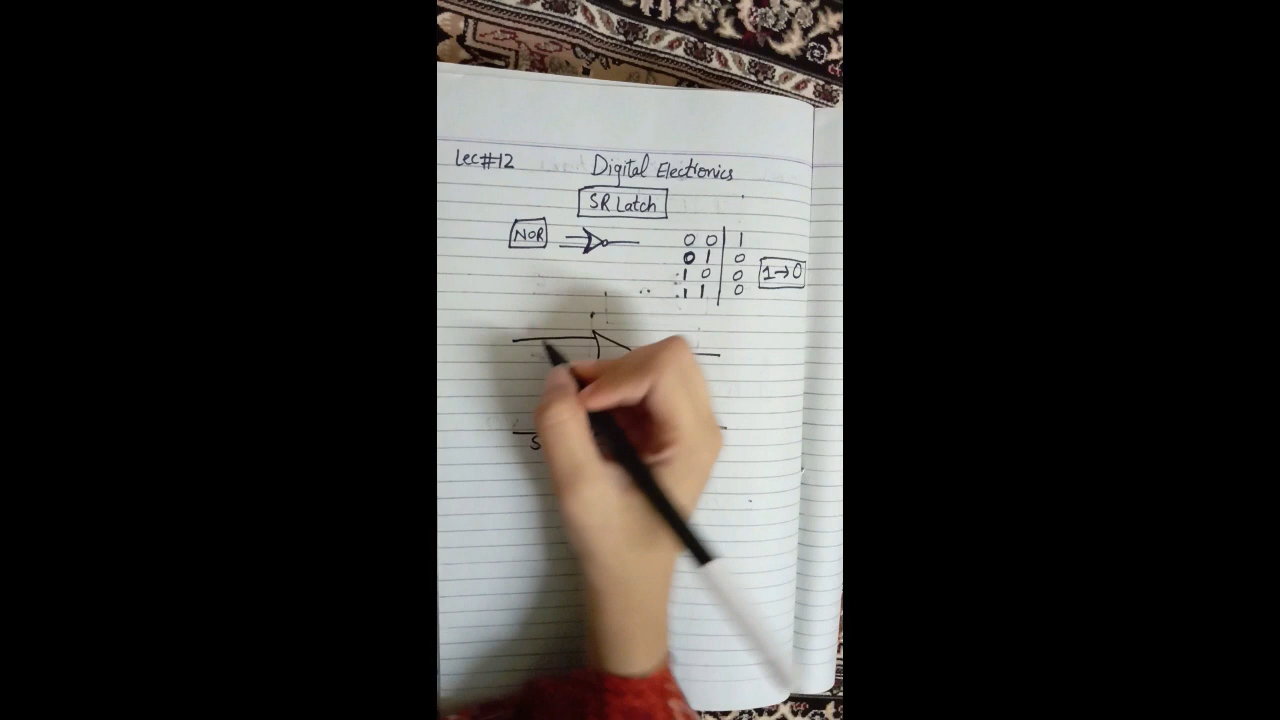 Lec#12 Digital Electronics
SR Latch
NOR
0 0 1
0 1 0
1 0 0
1 1 0
1→0
S